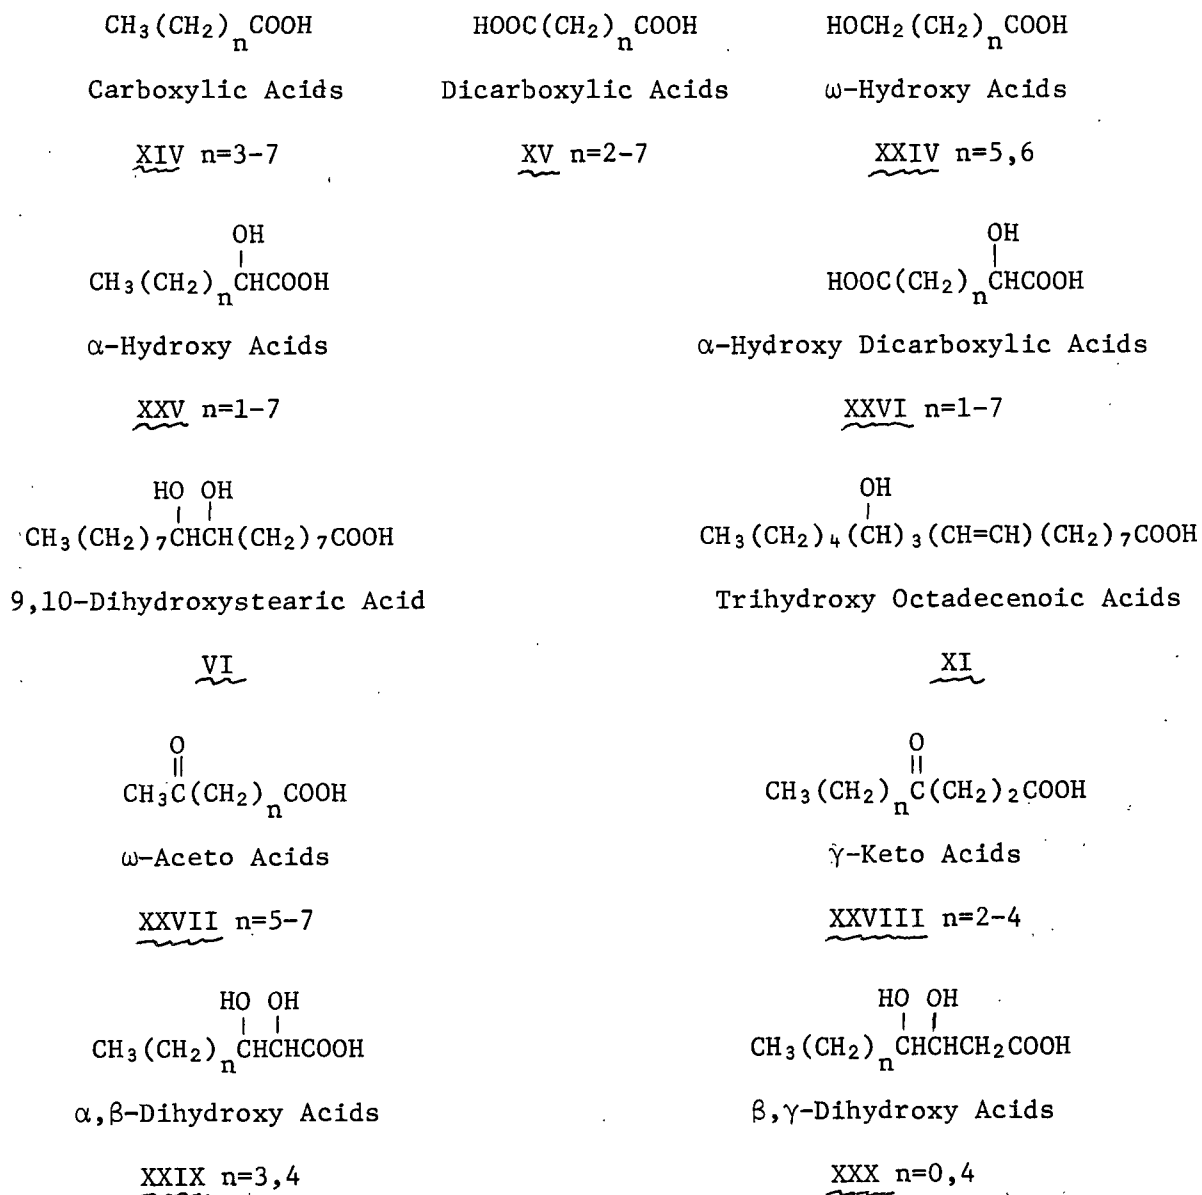 CH3(CH2)nCOOH HOOC(CH2)nCOOH HOCH2(CH2)nCOOH
Carboxylic Acids Dicarboxylic Acids ω-Hydroxy Acids
XIV n=3-7 XV n=2-7 XXIV n=5,6
OH OH
CH3(CH2)nCHCOOH HOOC(CH2)nCHCOOH
α-Hydroxy Acids α-Hydroxy Dicarboxylic Acids
XXV n=1-7 XXVI n=1-7
HO OH OH
CH3(CH2)7CHCH(CH2)7COOH CH3(CH2)4(CH)3(CH=CH)(CH2)7COOH
9,10-Dihydroxystearic Acid Trihydroxy Octadecenoic Acids
VI XI
O O
CH3C(CH2)nCOOH CH3(CH2)nC(CH2)2COOH
ω-Aceto Acids γ-Keto Acids
XXVII n=5-7 XXVIII n=2-4
HO OH HO OH
CH3(CH2)nCHCHCOOH CH3(CH2)nCHCHCH2COOH
α,β-Dihydroxy Acids β,γ-Dihydroxy Acids
XXIX n=3,4 XXX n=0,4